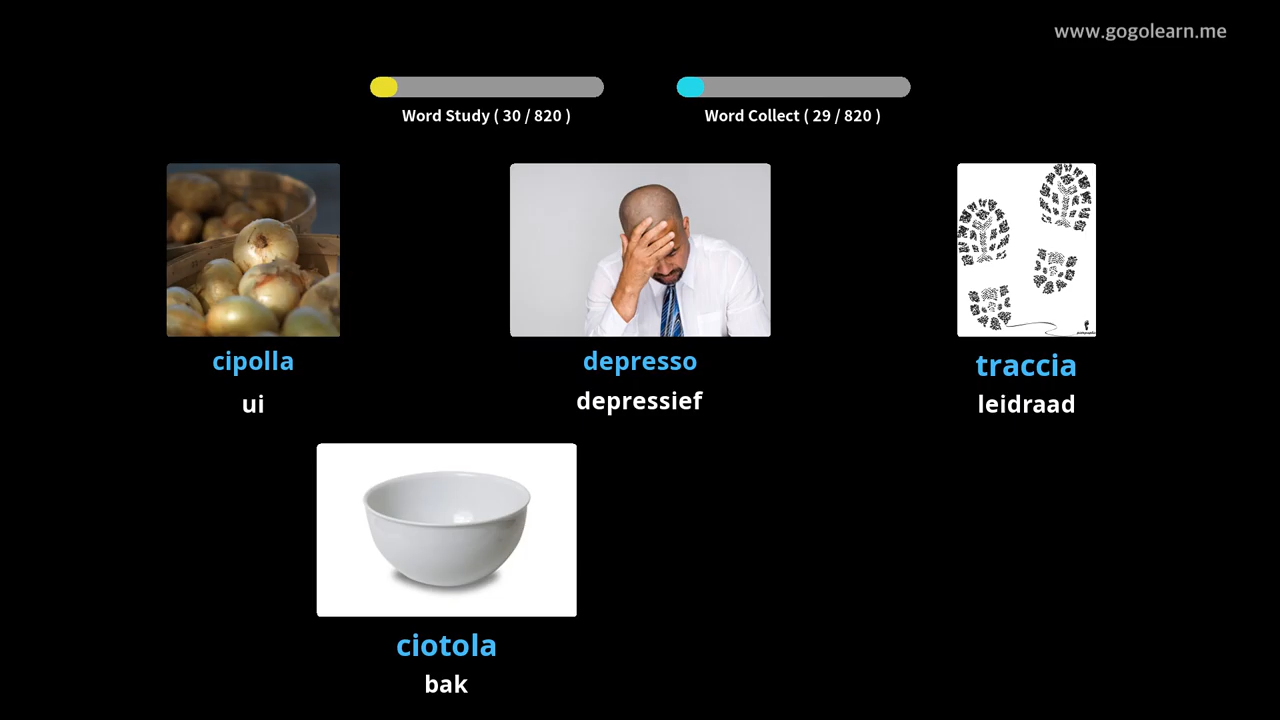 www.gogolearn.me
Word Study ( 30 / 820 )
Word Collect ( 29 / 820 )
cipolla
ui
depresso
depressief
traccia
leidraad
ciotola
bak